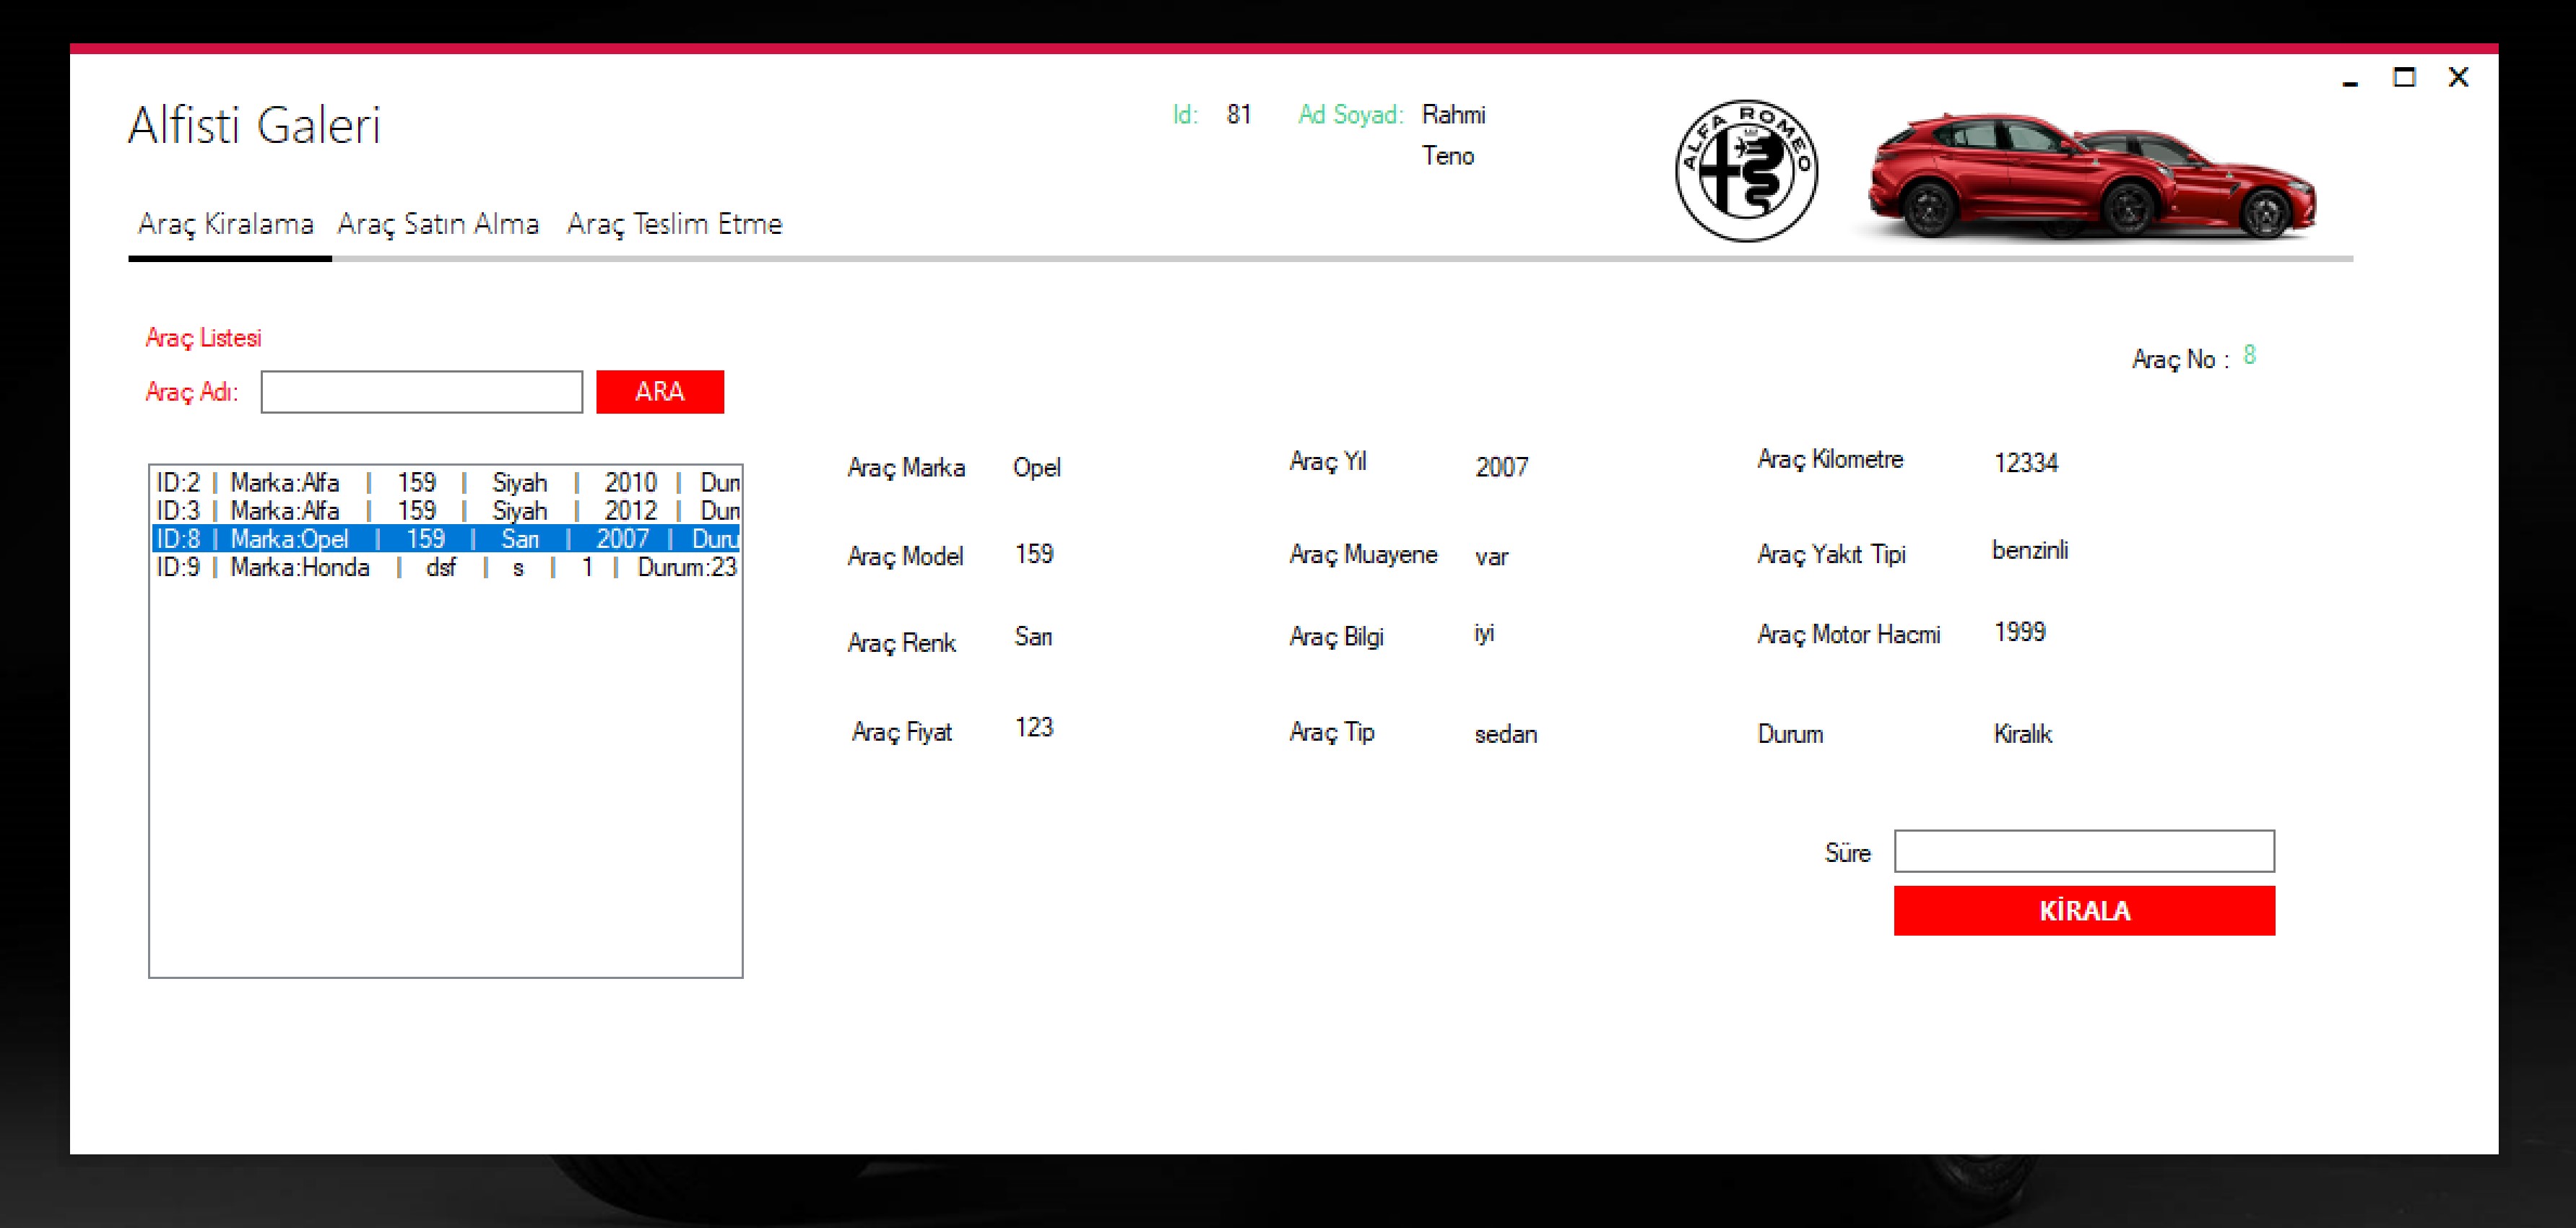 Alfisti Galeri
Id: 81 Ad Soyad: Rahmi
Teno
ALFA ROMEO
Araç Kiralama Araç Satın Alma Araç Teslim Etme
Araç Listesi
Araç No : 8
Araç Adı: ARA
ID:2 | Marka:Alfa | 159 | Siyah | 2010 | Dur
ID:3 | Marka:Alfa | 159 | Siyah | 2012 | Dur
ID:8 | Marka:Opel | 159 | Sarı | 2007 | Duru
ID:9 | Marka:Honda | dsf | s | 1 | Durum:23
Araç Marka Opel Araç Yıl 2007 Araç Kilometre 12334
Araç Model 159 Araç Muayene var Araç Yakıt Tipi benzinli
Araç Renk Sarı Araç Bilgi iyi Araç Motor Hacmi 1999
Araç Fiyat 123 Araç Tip sedan Durum Kiralık
Süre
KİRALA